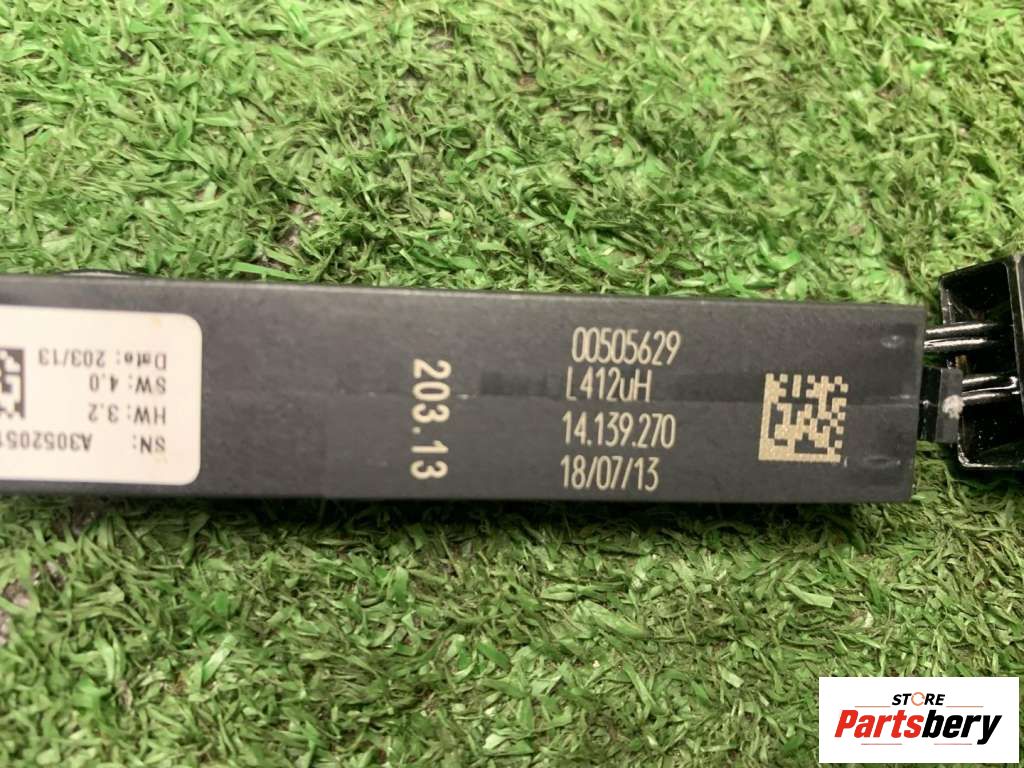 00505629
L412uH
14.139.270
18/07/13
203.13
SN:
A3052051
HW: 3.2
SW: 4.0
Date: 203/13
STORE
Partsbery